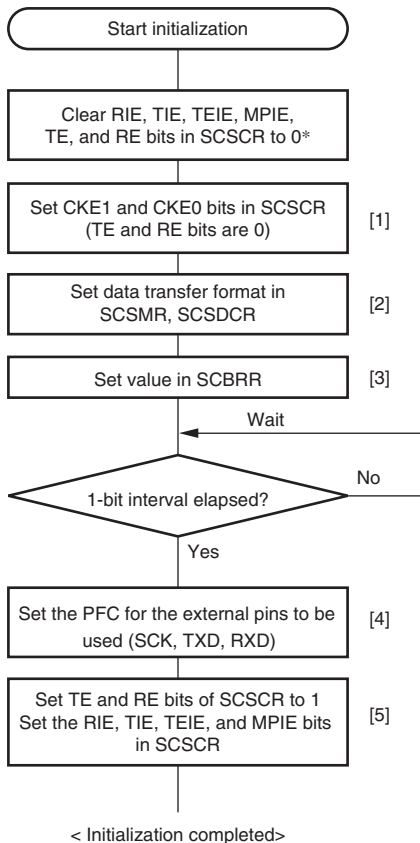 Start initialization
Clear RIE, TIE, TEIE, MPIE,
TE, and RE bits in SCSCR to 0*
Set CKE1 and CKE0 bits in SCSCR
(TE and RE bits are 0)
[1]
Set data transfer format in
SCSMR, SCSDCR
[2]
Set value in SCBRR
[3]
Wait
1-bit interval elapsed?
No
Yes
Set the PFC for the external pins to be
used (SCK, TXD, RXD)
[4]
Set TE and RE bits of SCSCR to 1
Set the RIE, TIE, TEIE, and MPIE bits
in SCSCR
[5]
< Initialization completed>